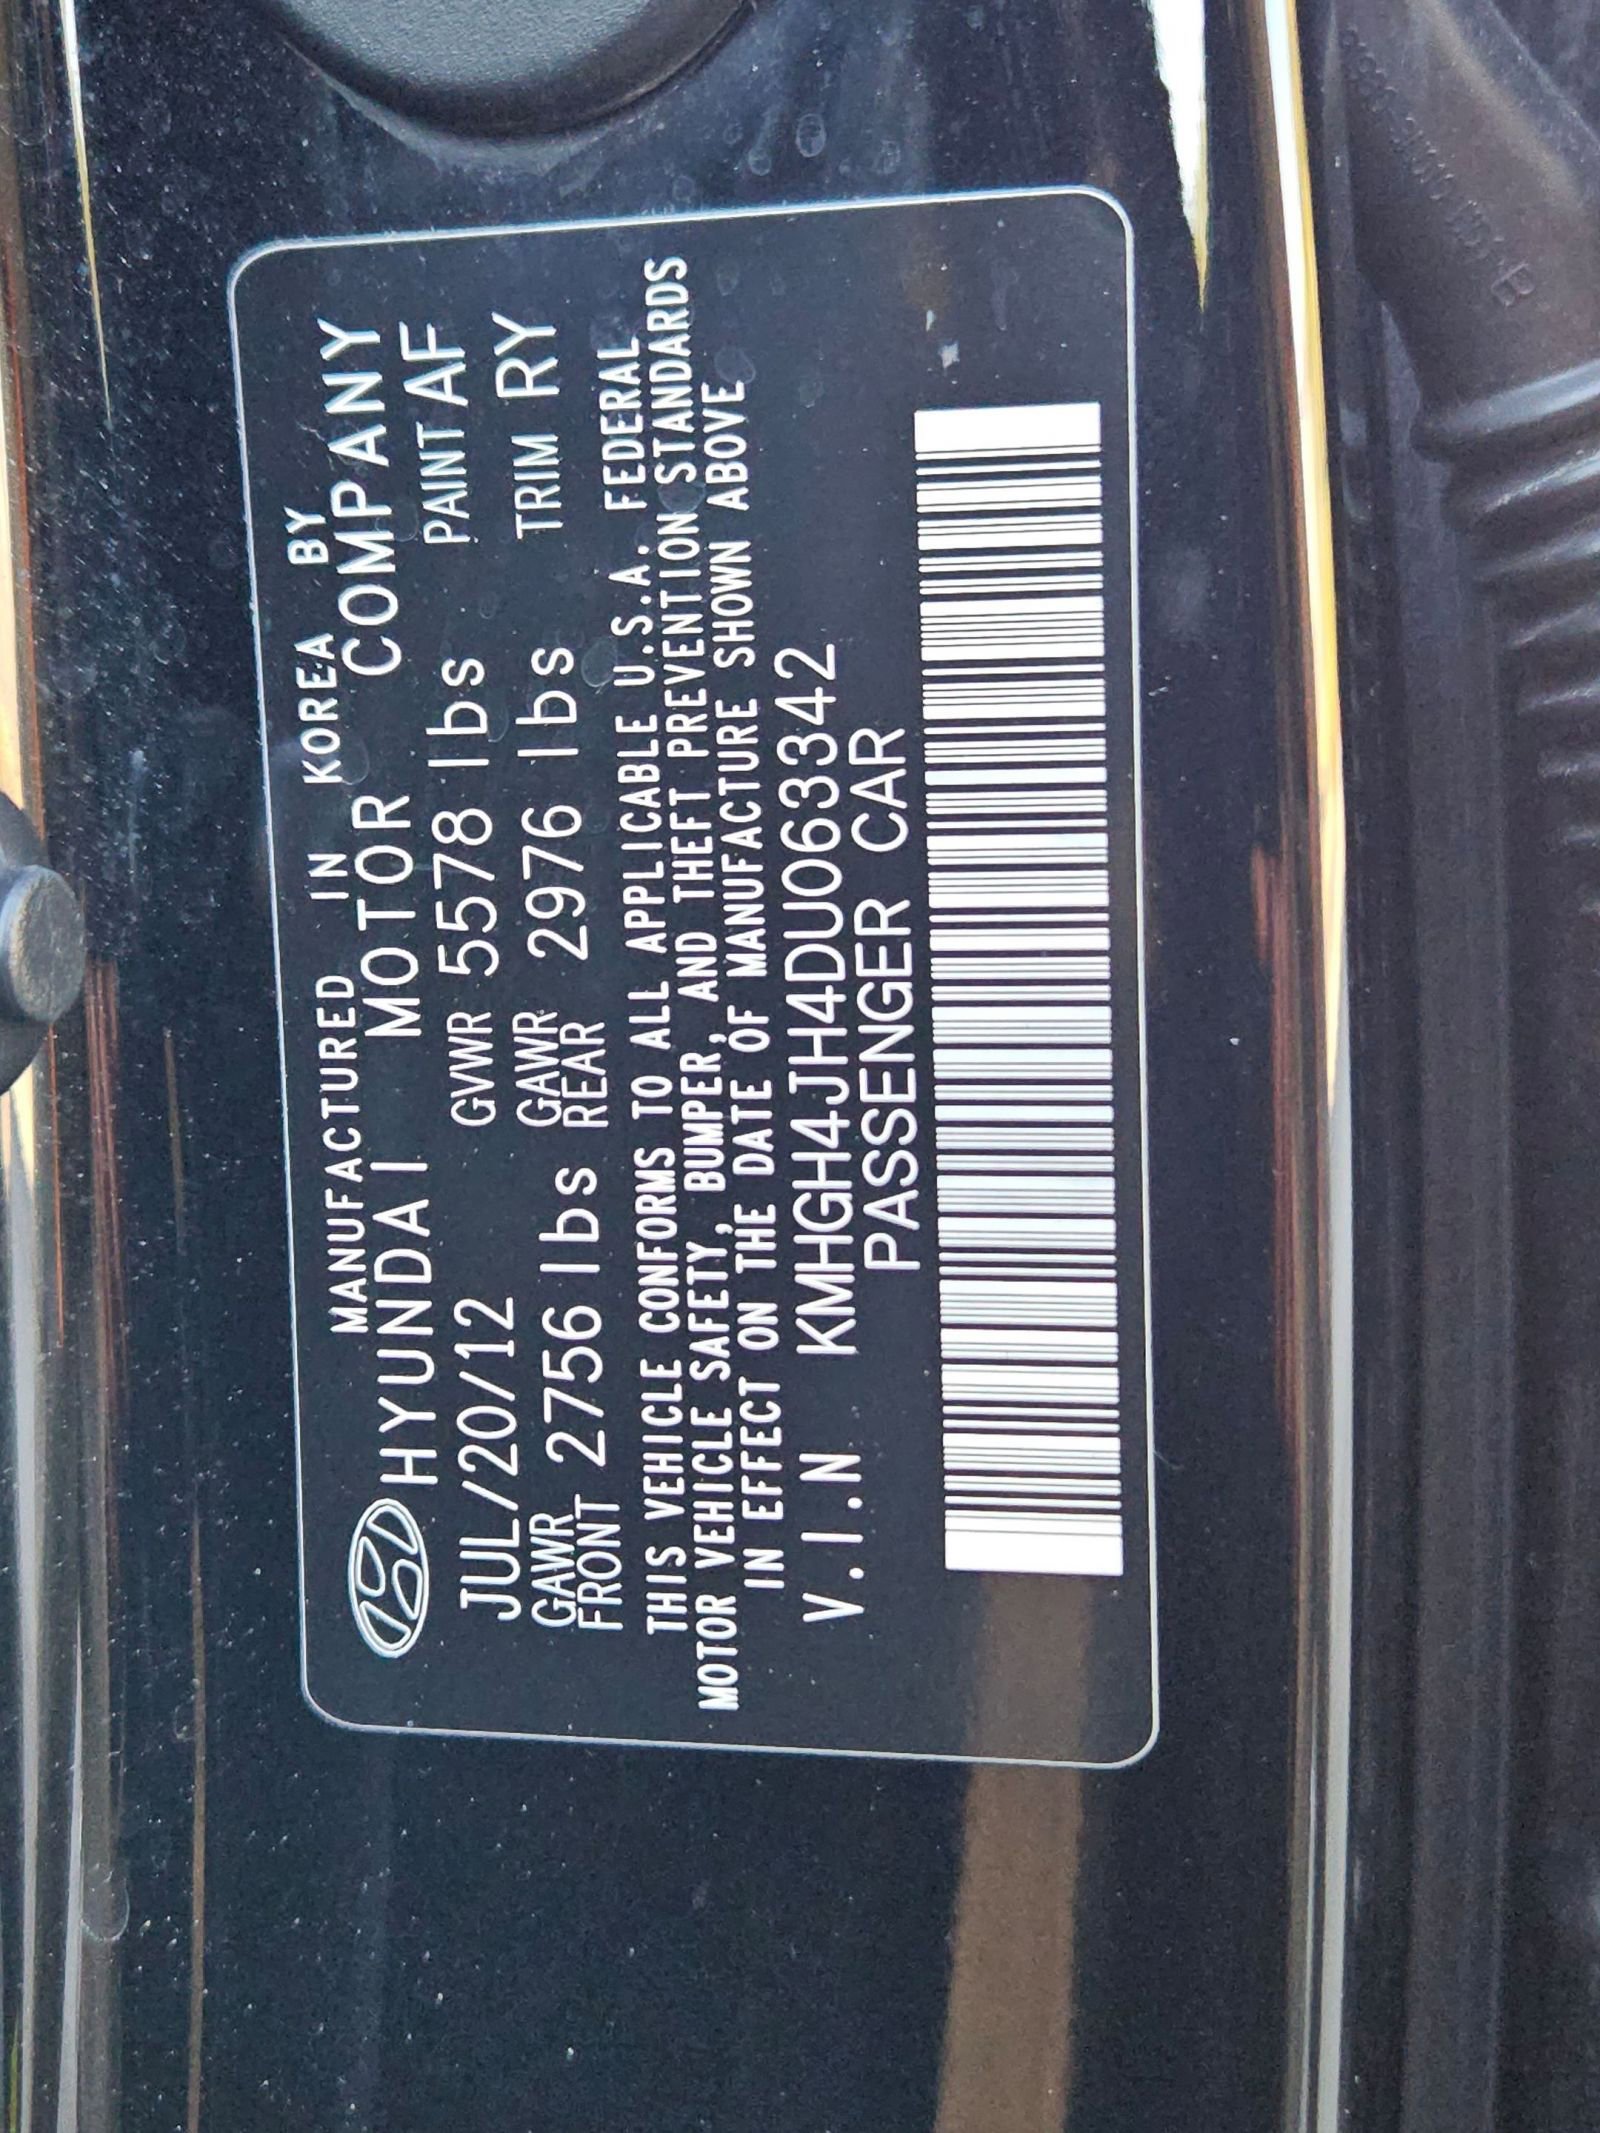 MANUFACTURED IN KOREA BY
HYUNDAI MOTOR COMPANY
JUL/20/12 GVWR 5578 lbs PAINT AF
GAWR FRONT 2756 lbs GAWR REAR 2976 lbs TRIM RY
THIS VEHICLE CONFORMS TO ALL APPLICABLE U.S.A. FEDERAL
MOTOR VEHICLE SAFETY, BUMPER, AND THEFT PREVENTION STANDARDS
IN EFFECT ON THE DATE OF MANUFACTURE SHOWN ABOVE
V.I.N KMHGH4JH4DU063342
PASSENGER CAR